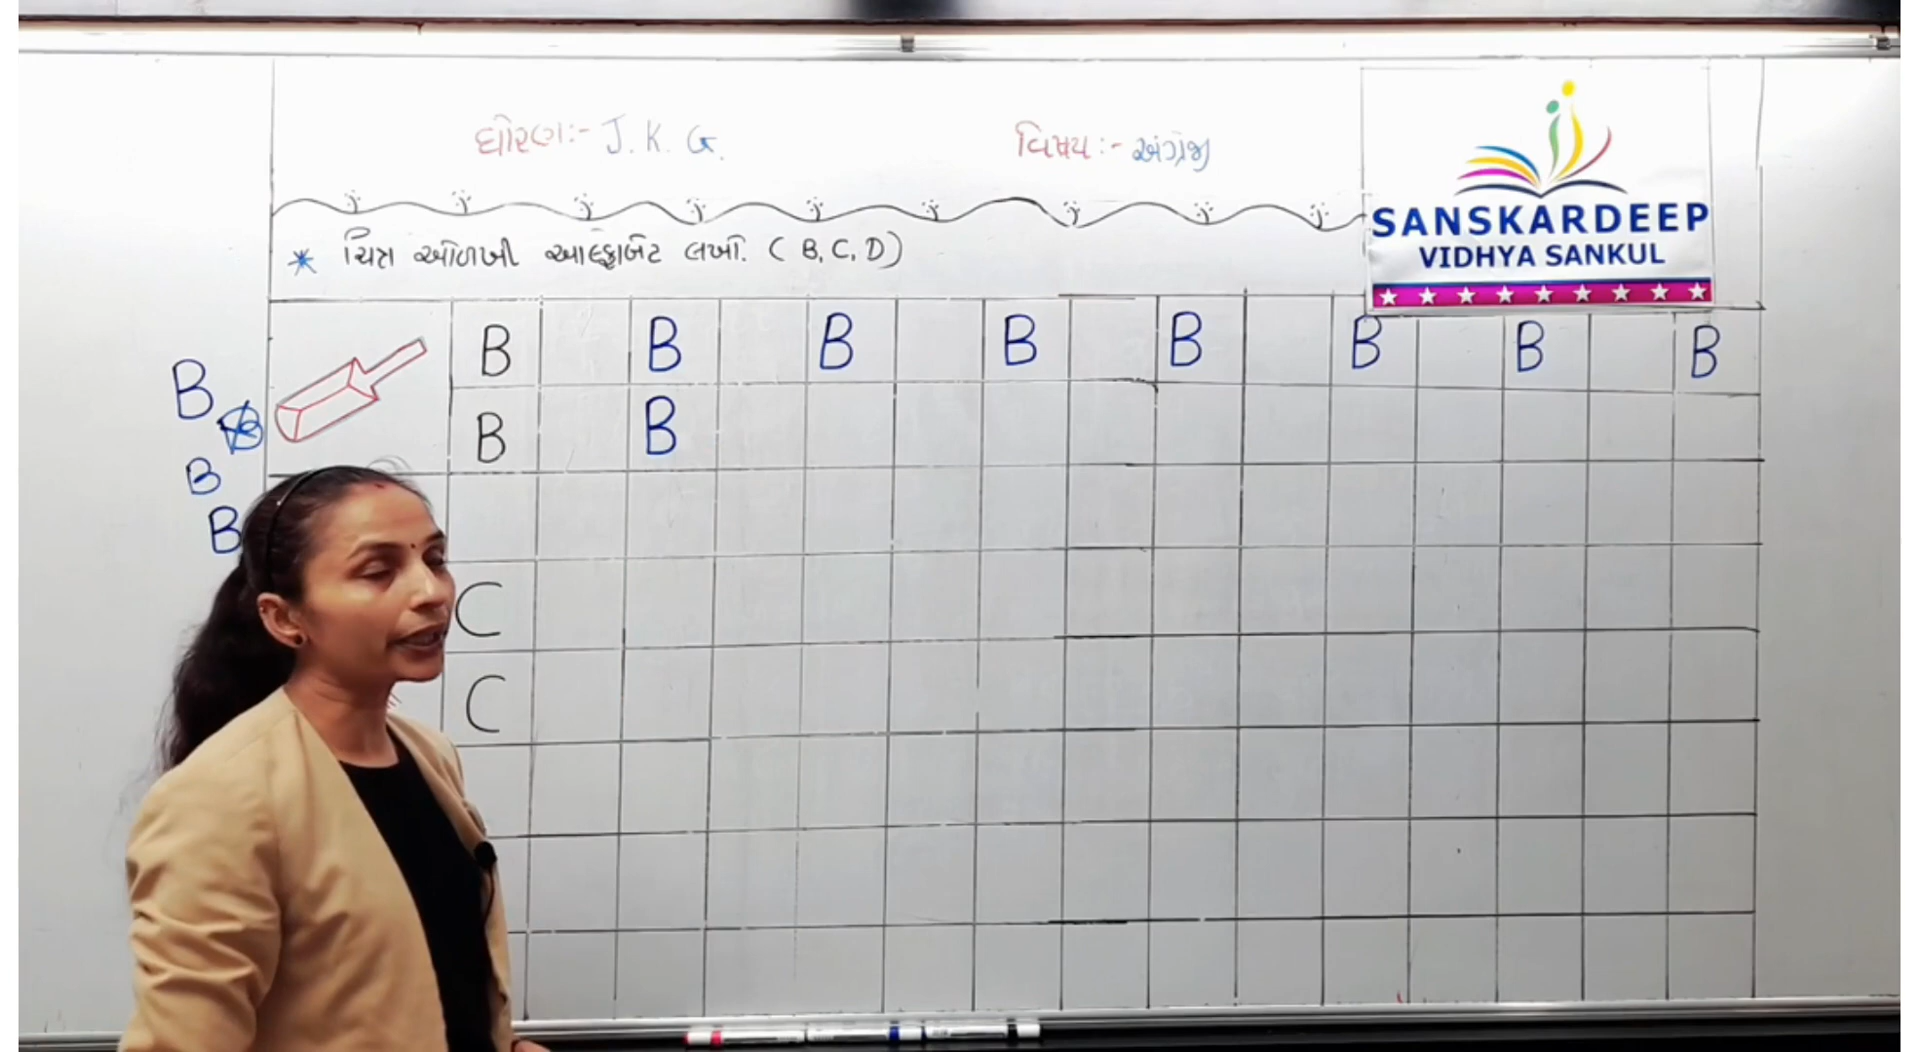 ધોરણ:- J. K. G. વિષય:- અંગ્રેજી
SANSKARDEEP
VIDHYA SANKUL
* ચિત્ર ઓળખી આલ્ફાબેટ લખો. ( B, C, D )
B B B B B B B B
B
B B
B
B
C
C